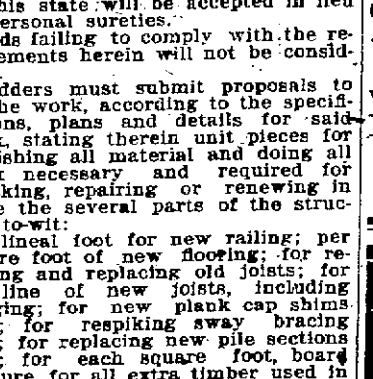 his state will be accepted in lieu
personal sureties.
ds failing to comply with the re-
ements herein will not be consid-
dders must submit proposals to
he work, according to the specifi-
ons, plans and details for said
, stating therein unit pieces for
ishing all material and doing all
necessary and required for
king, repairing or renewing in
e the several parts of the struc-
to-wit:
lineal foot for new railing; per
re foot of new flooring; for re-
ng and replacing old joists; for
line of new joists, including
ging; for new plank cap shims
; for respiking sway bracing
; for replacing new pile sections
; for each square foot, board
ure for all extra timber used in